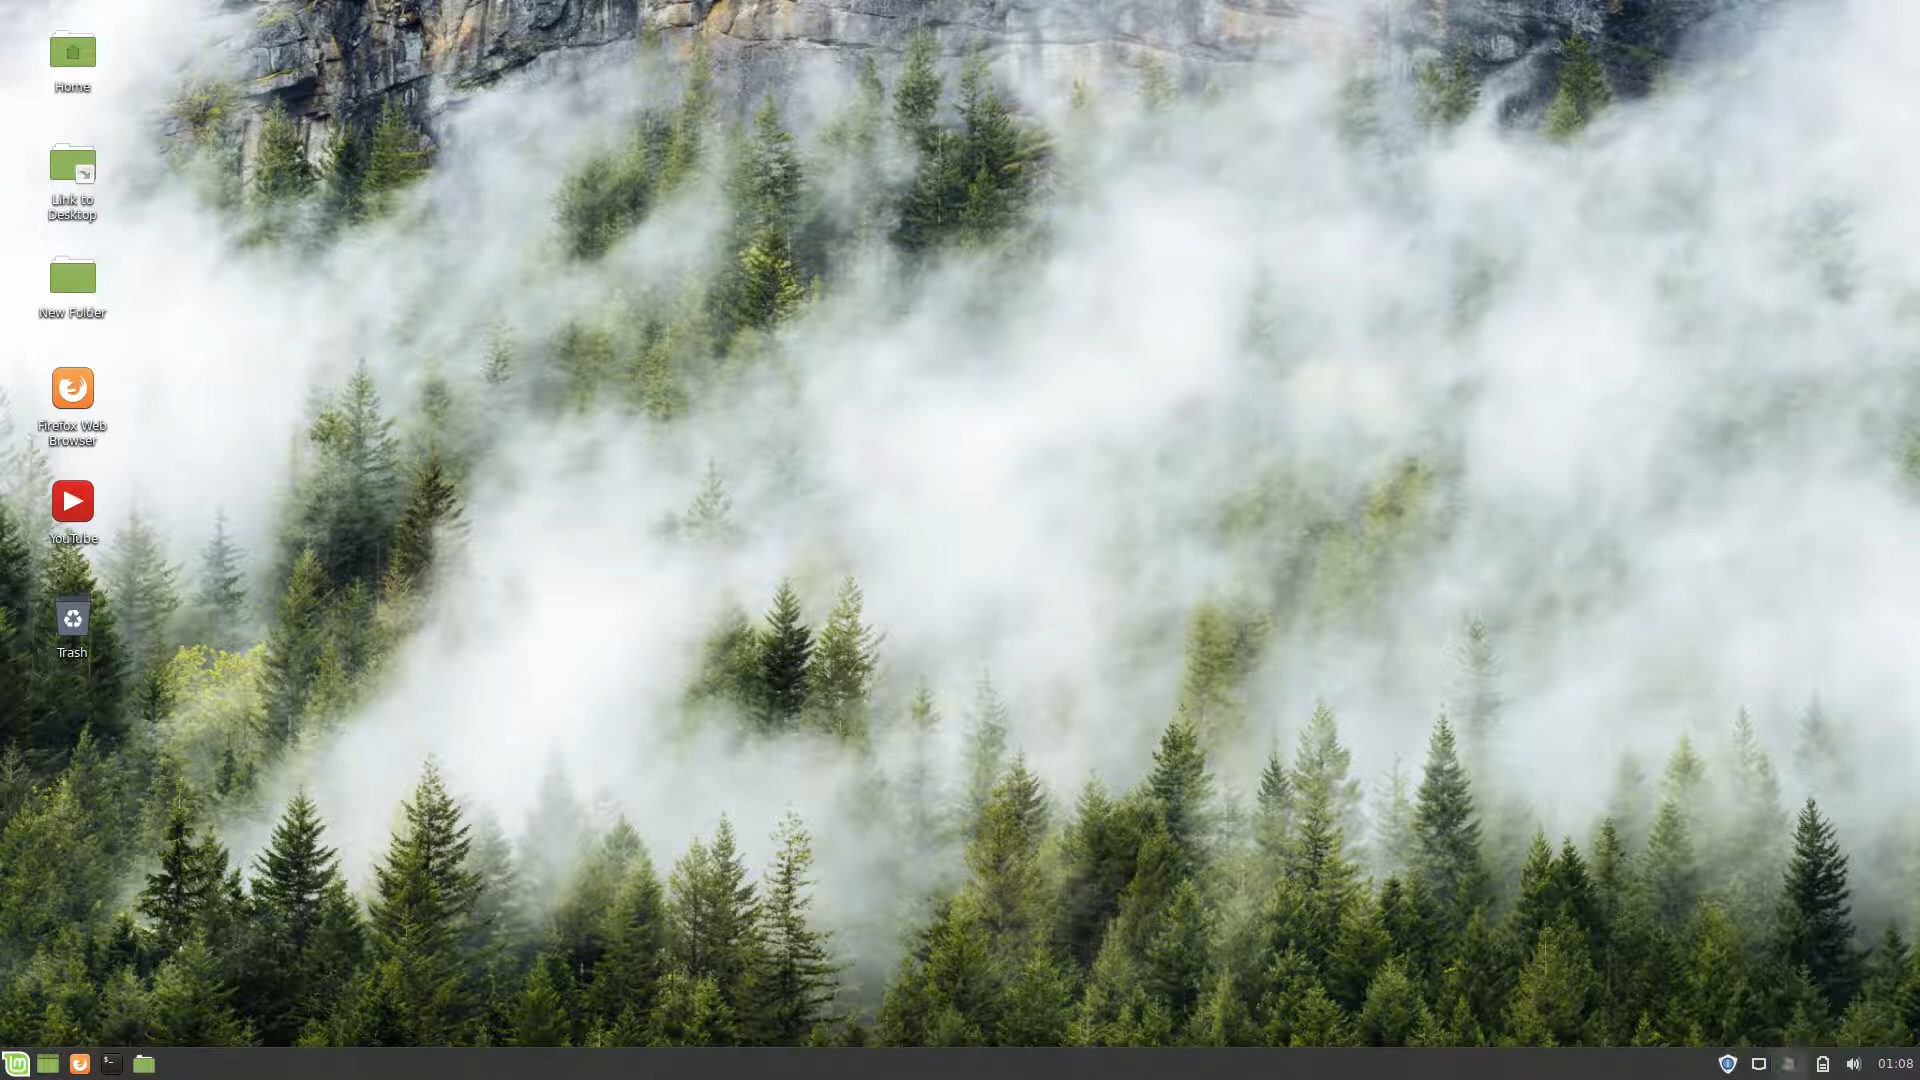 Home
Link to
Desktop
New Folder
Firefox Web
Browser
YouTube
Trash
$_
01:08